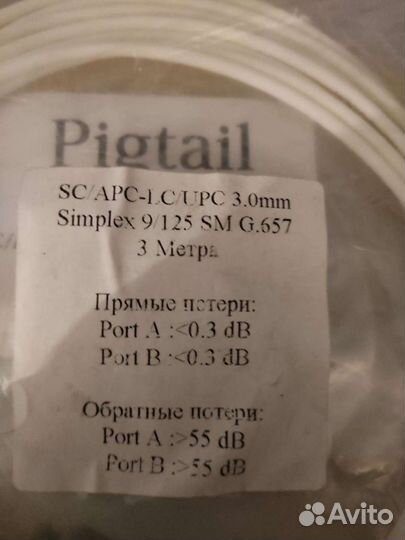 Pigtail
SC/APC-LC/UPC 3.0mm
Simplex 9/125 SM G.657
3 Метра
Прямые потери:
Port A :<0.3 dB
Port B :<0.3 dB
Обратные потери:
Port A :>55 dB
Port B :>55 dB
Avito